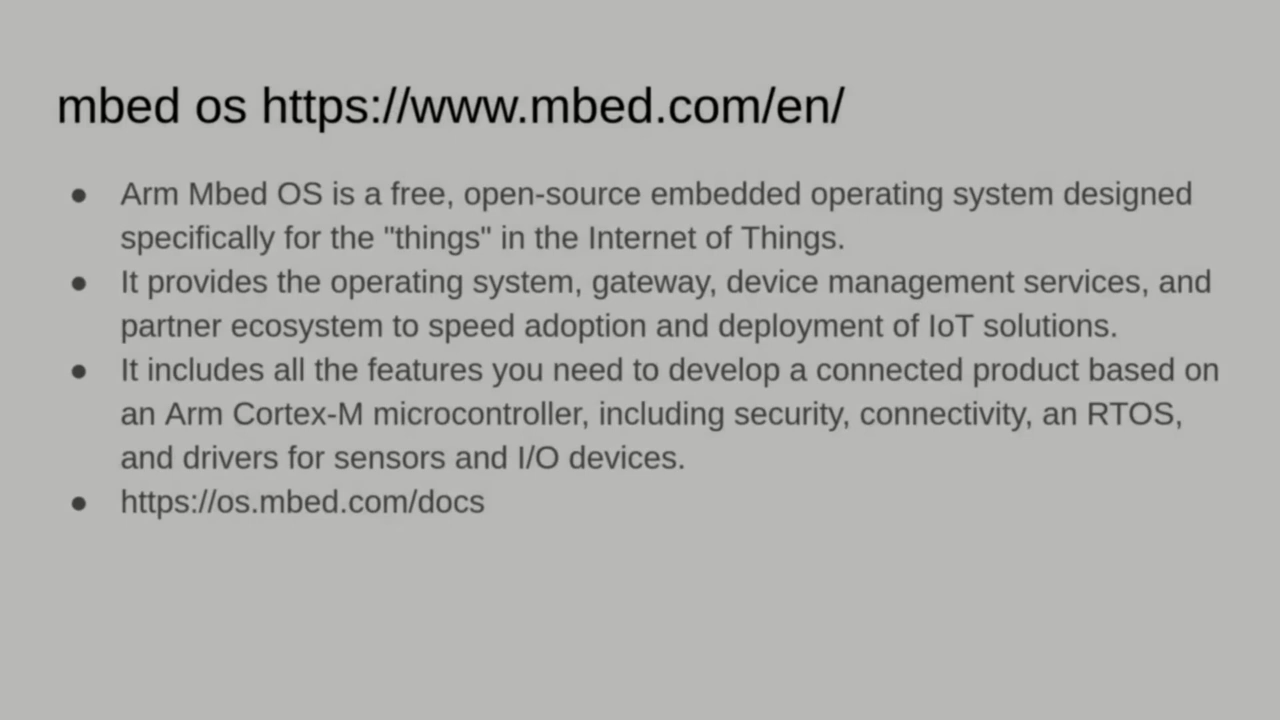 mbed os https://www.mbed.com/en/
● Arm Mbed OS is a free, open-source embedded operating system designed
specifically for the "things" in the Internet of Things.
● It provides the operating system, gateway, device management services, and
partner ecosystem to speed adoption and deployment of IoT solutions.
● It includes all the features you need to develop a connected product based on
an Arm Cortex-M microcontroller, including security, connectivity, an RTOS,
and drivers for sensors and I/O devices.
● https://os.mbed.com/docs